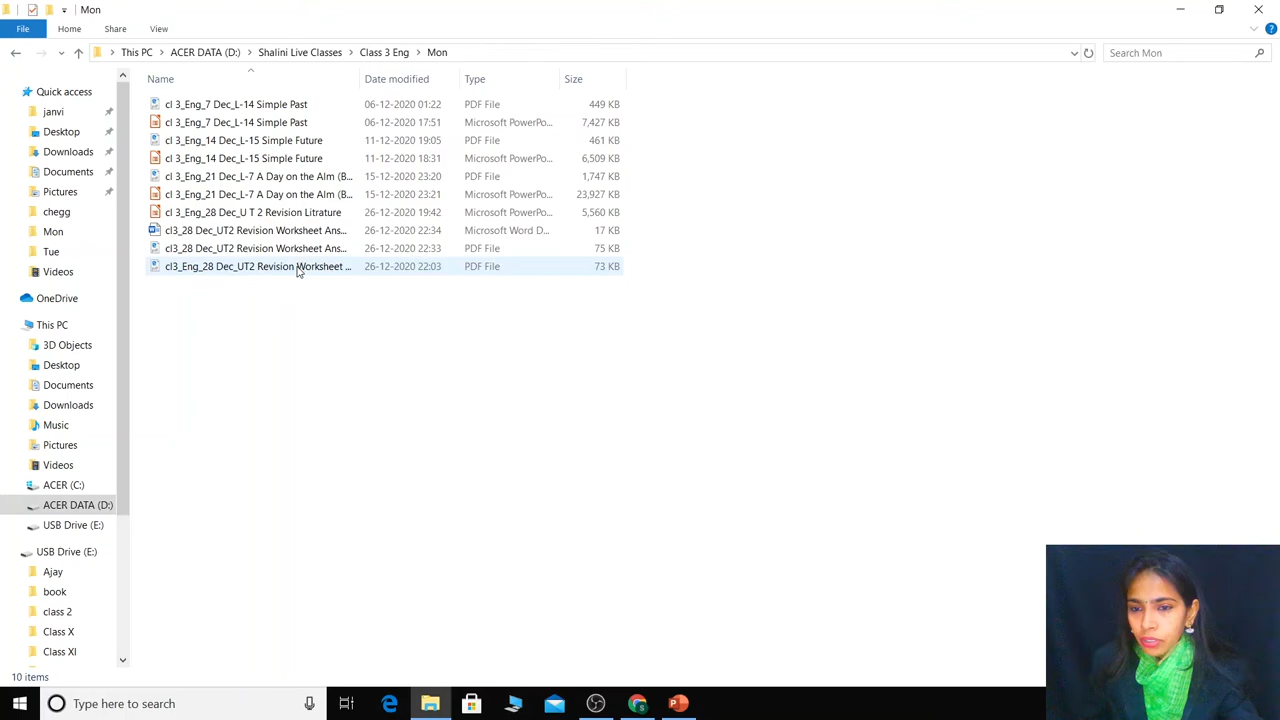 Mon
File Home Share View
This PC ACER DATA (D:) Shalini Live Classes Class 3 Eng Mon Search Mon
Name Date modified Type Size
cl 3_Eng_7 Dec_L-14 Simple Past 06-12-2020 01:22 PDF File 449 KB
cl 3_Eng_7 Dec_L-14 Simple Past 06-12-2020 17:51 Microsoft PowerPo... 7,427 KB
cl 3_Eng_14 Dec_L-15 Simple Future 11-12-2020 19:05 PDF File 461 KB
cl 3_Eng_14 Dec_L-15 Simple Future 11-12-2020 18:31 Microsoft PowerPo... 6,509 KB
cl 3_Eng_21 Dec_L-7 A Day on the Alm (B... 15-12-2020 23:20 PDF File 1,747 KB
cl 3_Eng_21 Dec_L-7 A Day on the Alm (B... 15-12-2020 23:21 Microsoft PowerPo... 23,927 KB
cl 3_Eng_28 Dec_U T 2 Revision Litrature 26-12-2020 19:42 Microsoft PowerPo... 5,560 KB
cl3_28 Dec_UT2 Revision Worksheet Ans... 26-12-2020 22:34 Microsoft Word D... 17 KB
cl3_28 Dec_UT2 Revision Worksheet Ans... 26-12-2020 22:33 PDF File 75 KB
cl3_Eng_28 Dec_UT2 Revision Worksheet ... 26-12-2020 22:03 PDF File 73 KB
Quick access
janvi
Desktop
Downloads
Documents
Pictures
chegg
Mon
Tue
Videos
OneDrive
This PC
3D Objects
Desktop
Documents
Downloads
Music
Pictures
Videos
ACER (C:)
ACER DATA (D:)
USB Drive (E:)
USB Drive (E:)
Ajay
book
class 2
Class X
Class XI
10 items
Type here to search